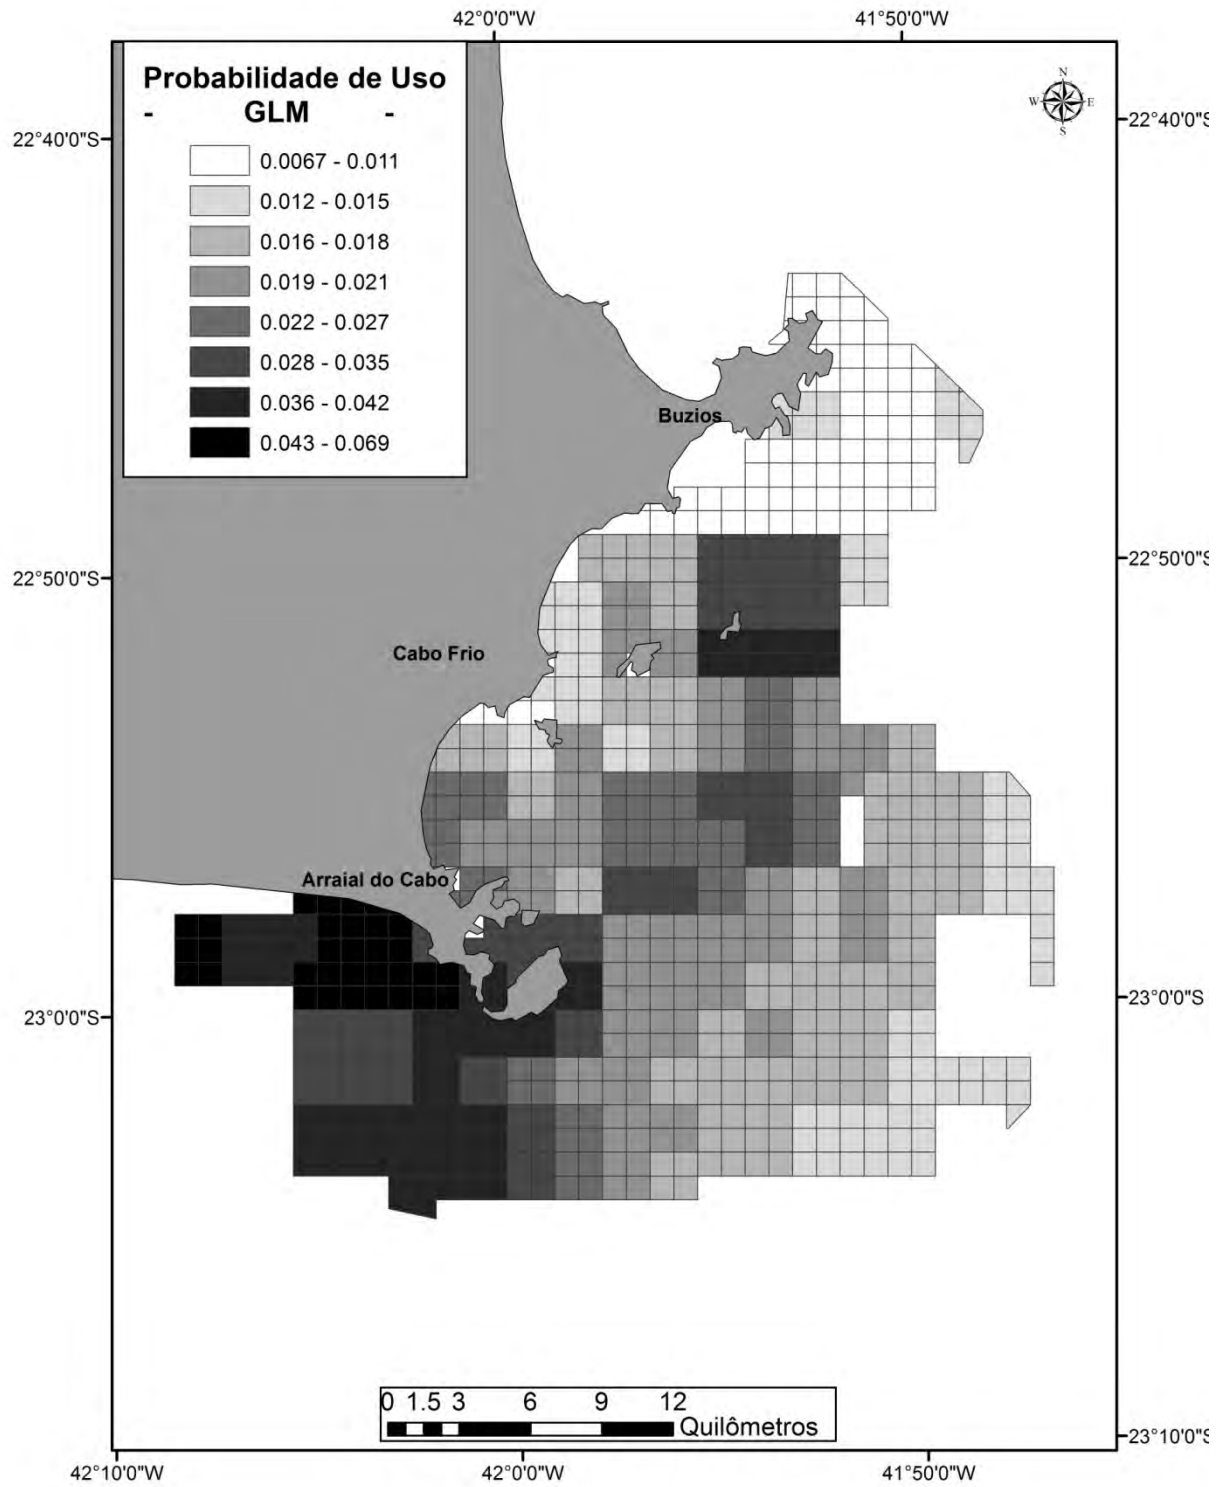 42°0'0"W
41°50'0"W
Probabilidade de Uso
- GLM -
0.0067 - 0.011
0.012 - 0.015
0.016 - 0.018
0.019 - 0.021
0.022 - 0.027
0.028 - 0.035
0.036 - 0.042
0.043 - 0.069
N
W E
S
22°40'0"S
22°40'0"S
Buzios
22°50'0"S
22°50'0"S
Cabo Frio
Arraial do Cabo
23°0'0"S
23°0'0"S
0 1.5 3 6 9 12
Quilômetros
23°10'0"S
42°10'0"W
42°0'0"W
41°50'0"W